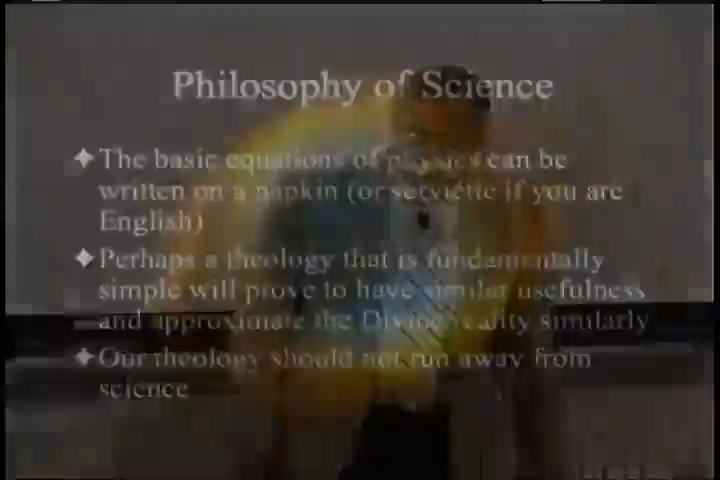 Philosophy of Science
The basic equations of physics can be
written on a napkin (or serviette if you are
English)
Perhaps a theology that is fundamentally
simple will prove to have similar usefulness
and approximate the Divine reality similarly
Our theology should not run away from
science